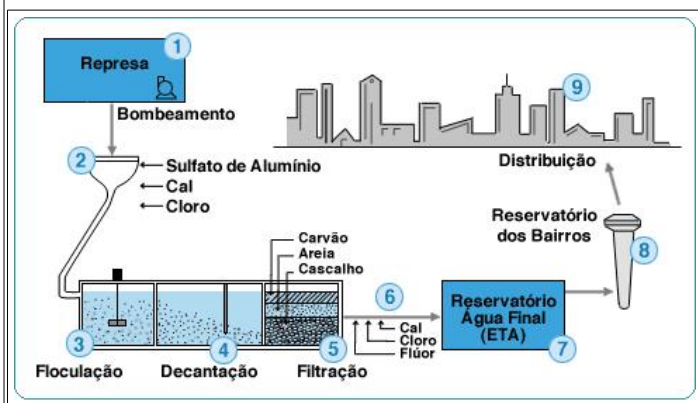 1
Represa
Bombeamento
2
Sulfato de Alumínio
Cal
Cloro
3
Floculação
4
Decantação
Carvão
Areia
Cascalho
5
Filtração
6
Cal
Cloro
Flúor
Reservatório
Água Final
(ETA)
7
Reservatório
dos Bairros
8
9
Distribuição